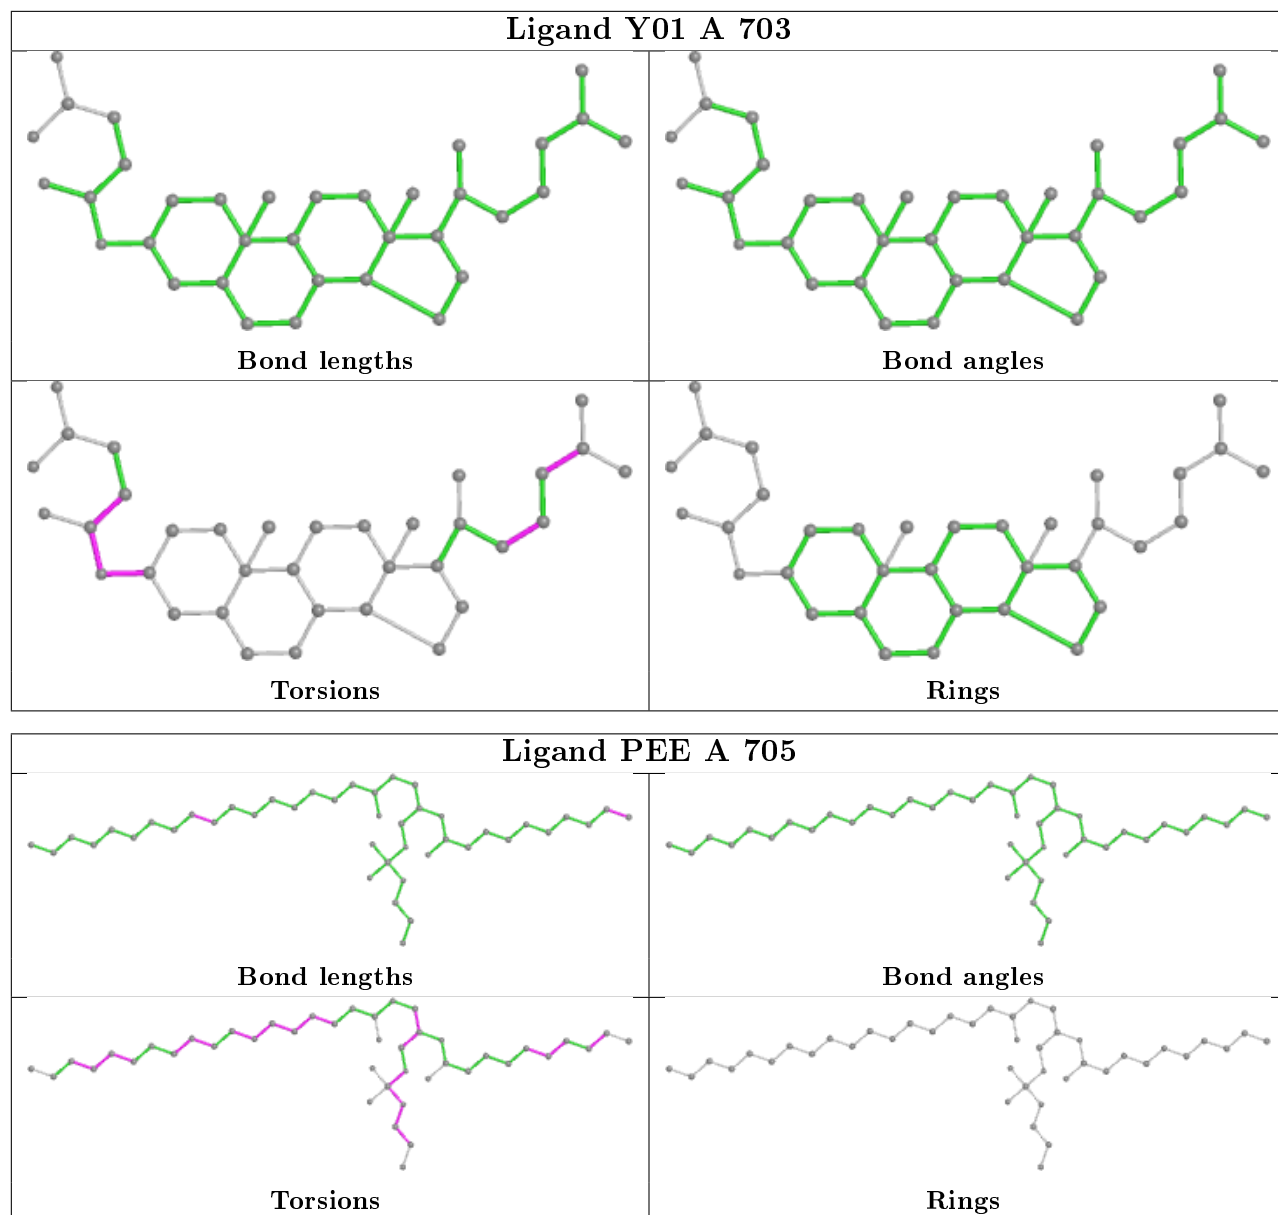 Ligand Y01 A 703
Bond lengths
Bond angles
Torsions
Rings
Ligand PEE A 705
Bond lengths
Bond angles
Torsions
Rings